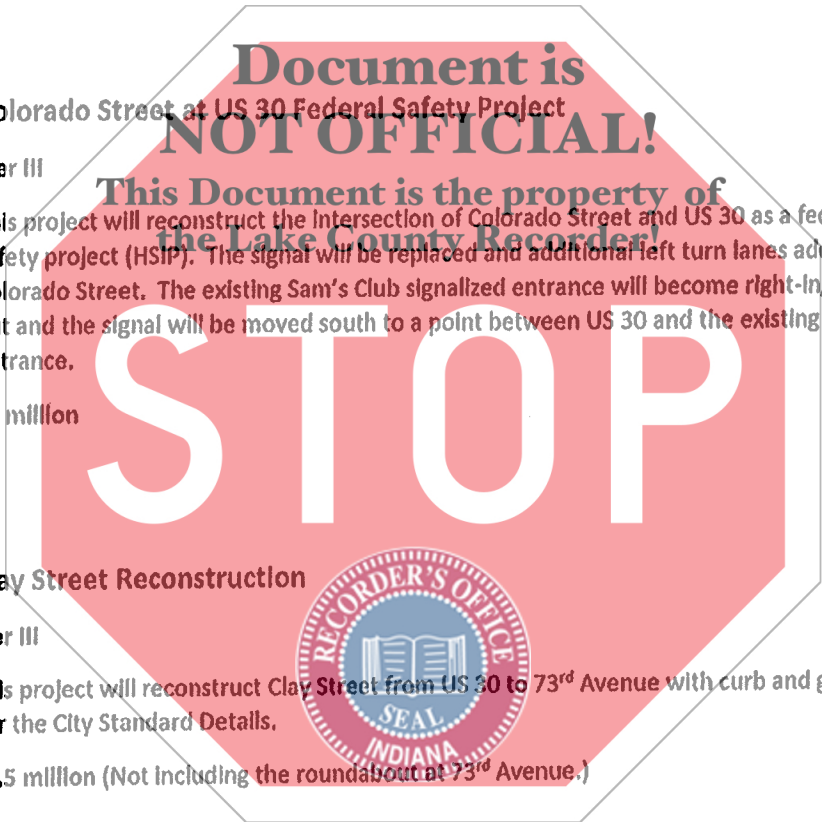 Document is
olorado Street at US 30 Federal Safety Project
NOT OFFICIAL!
er III
This Document is the property of
is project will reconstruct the intersection of Colorado Street and US 30 as a fed
the Lake County Recorder!
fety project (HSIP). The signal will be replaced and additional left turn lanes add
lorado Street. The existing Sam's Club signalized entrance will become right-in,
t and the signal will be moved south to a point between US 30 and the existing
trance.
million
STOP
ay Street Reconstruction
er III
is project will reconstruct Clay Street from US 30 to 73rd Avenue with curb and g
r the City Standard Details.
.5 million (Not including the roundabout at 73rd Avenue.)
RECORDER'S OFFICE
SEAL
INDIANA